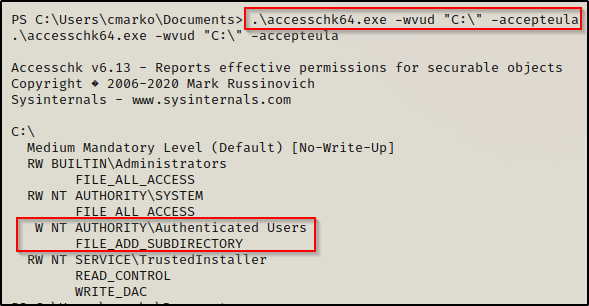 PS C:\Users\cmarko\Documents> .\accesschk64.exe -wvud "C:\" -accepteula
.\accesschk64.exe -wvud "C:\" -accepteula
Accesschk v6.13 - Reports effective permissions for securable objects
Copyright � 2006-2020 Mark Russinovich
Sysinternals - www.sysinternals.com
C:\
Medium Mandatory Level (Default) [No-Write-Up]
RW BUILTIN\Administrators
FILE_ALL_ACCESS
RW NT AUTHORITY\SYSTEM
FILE_ALL_ACCESS
W NT AUTHORITY\Authenticated Users
FILE_ADD_SUBDIRECTORY
RW NT SERVICE\TrustedInstaller
READ_CONTROL
WRITE_DAC